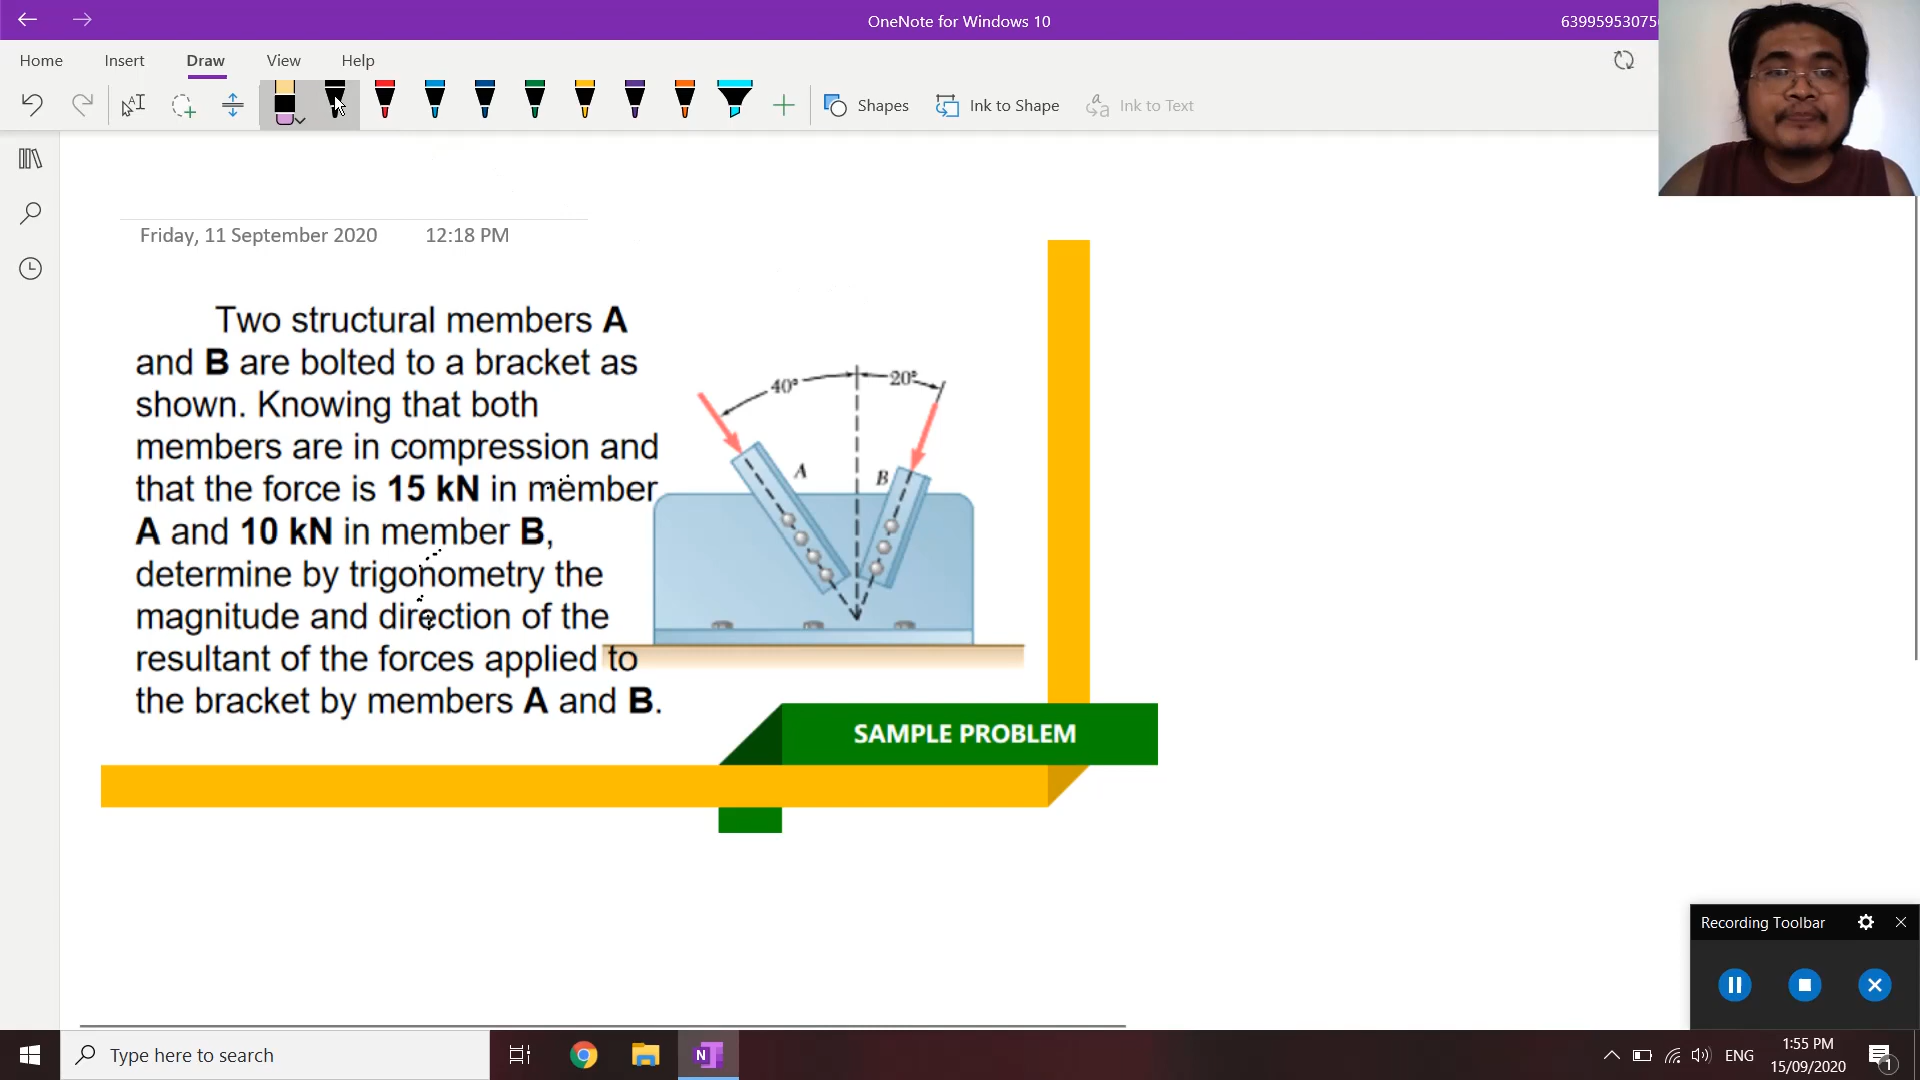 OneNote for Windows 10
Home Insert Draw View Help
Shapes Ink to Shape Ink to Text
Friday, 11 September 2020 12:18 PM
Two structural members A
and B are bolted to a bracket as
shown. Knowing that both
members are in compression and
that the force is 15 kN in member
A and 10 kN in member B,
determine by trigonometry the
magnitude and direction of the
resultant of the forces applied to
the bracket by members A and B.
40° 20°
A B
SAMPLE PROBLEM
Recording Toolbar
Type here to search
N
ENG
1:55 PM
15/09/2020
1